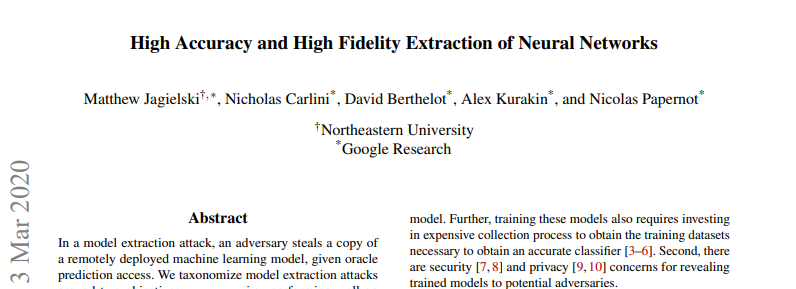 High Accuracy and High Fidelity Extraction of Neural Networks
Matthew Jagielski†,*, Nicholas Carlini*, David Berthelot*, Alex Kurakin*, and Nicolas Papernot*
†Northeastern University
*Google Research
3 Mar 2020
Abstract
In a model extraction attack, an adversary steals a copy of
a remotely deployed machine learning model, given oracle
prediction access. We taxonomize model extraction attacks
model. Further, training these models also requires investing
in expensive collection process to obtain the training datasets
necessary to obtain an accurate classifier [3–6]. Second, there
are security [7, 8] and privacy [9, 10] concerns for revealing
trained models to potential adversaries.